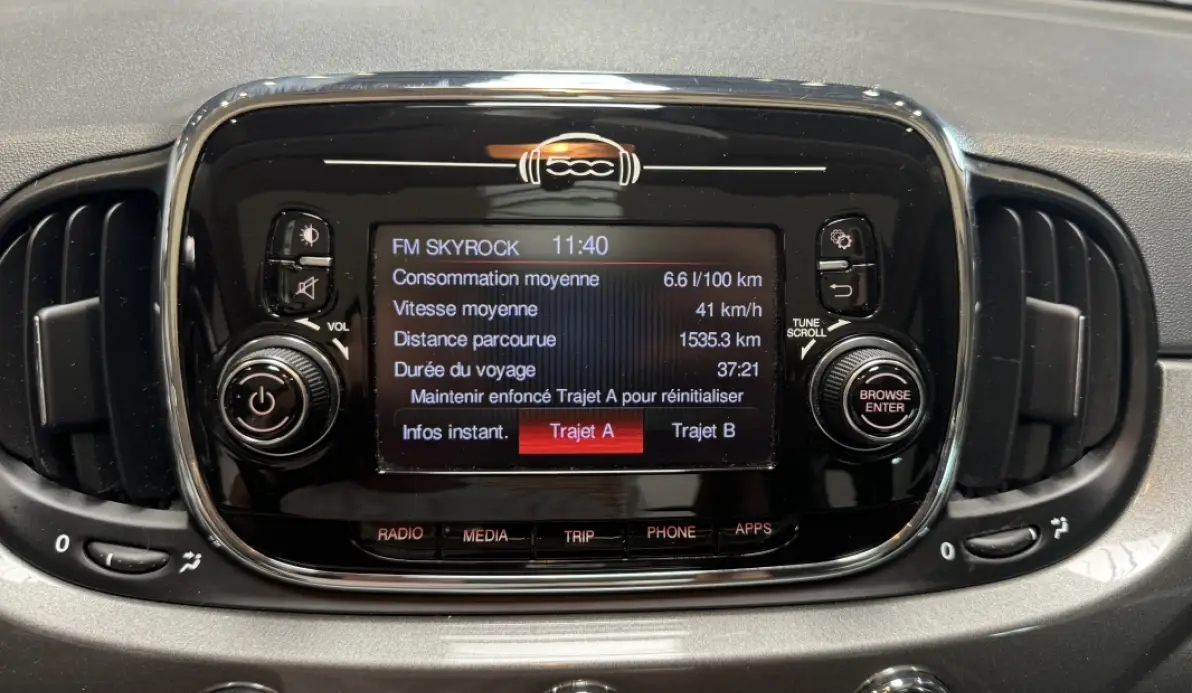 500
FM SKYROCK 11:40
Consommation moyenne 6.6 l/100 km
Vitesse moyenne 41 km/h
Distance parcourue 1535.3 km
Durée du voyage 37:21
Maintenir enfoncé Trajet A pour réinitialiser
Infos instant. Trajet A Trajet B
VOL
TUNE
SCROLL
BROWSE
ENTER
RADIO MEDIA TRIP PHONE APPS
0
0